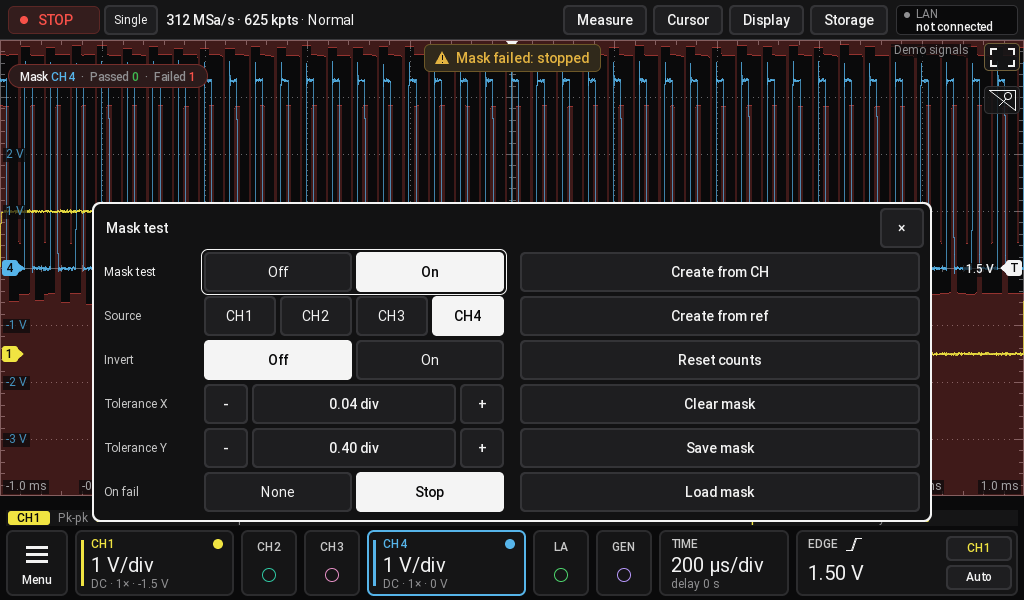 STOP Single 312 MSa/s · 625 kpts · Normal Measure Cursor Display Storage LAN
not connected
Demo signals
Mask failed: stopped
Mask CH4 · Passed 0 · Failed 1
2 V
1 V
4
1.5 V T
-1 V
1
-2 V
-3 V
-1.0 ms
1.0 ms
Mask test ×
Mask test Off On Create from CH
Source CH1 CH2 CH3 CH4 Create from ref
Invert Off On Reset counts
Tolerance X - 0.04 div + Clear mask
Tolerance Y - 0.40 div + Save mask
On fail None Stop Load mask
CH1 Pk-pk
Menu
CH1
1 V/div
DC · 1× · -1.5 V
CH2
CH3
CH4
1 V/div
DC · 1× · 0 V
LA
GEN
TIME
200 µs/div
delay 0 s
EDGE
1.50 V
CH1
Auto